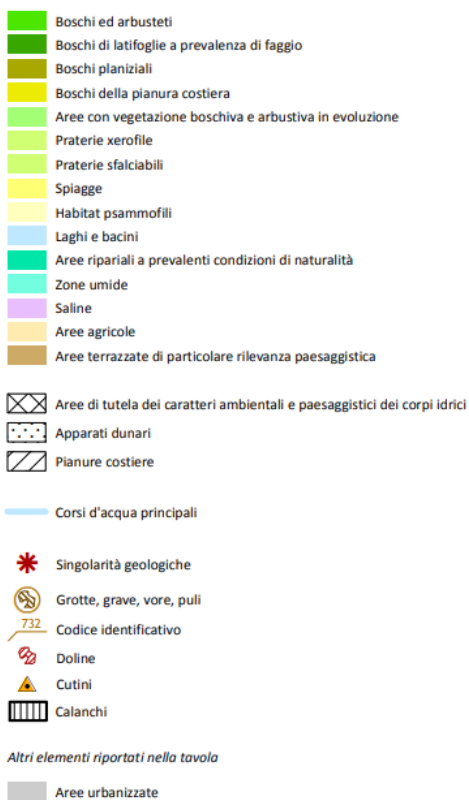 Boschi ed arbusteti
Boschi di latifoglie a prevalenza di faggio
Boschi planiziali
Boschi della pianura costiera
Aree con vegetazione boschiva e arbustiva in evoluzione
Praterie xerofile
Praterie sfalciabili
Spiagge
Habitat psammofili
Laghi e bacini
Aree ripariali a prevalenti condizioni di naturalità
Zone umide
Saline
Aree agricole
Aree terrazzate di particolare rilevanza paesaggistica
Aree di tutela dei caratteri ambientali e paesaggistici dei corpi idrici
Apparati dunari
Pianure costiere
Corsi d'acqua principali
Singolarità geologiche
Grotte, grave, vore, puli
732 Codice identificativo
Doline
Cutini
Calanchi
Altri elementi riportati nella tavola
Aree urbanizzate